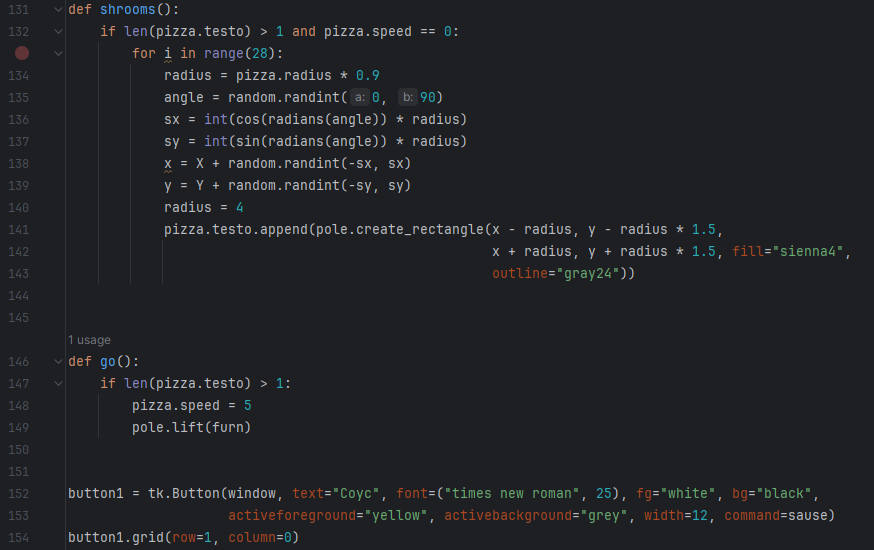 131 def shrooms():
132 if len(pizza.testo) > 1 and pizza.speed == 0:
for i in range(28):
134 radius = pizza.radius * 0.9
135 angle = random.randint(a: 0, b: 90)
136 sx = int(cos(radians(angle)) * radius)
137 sy = int(sin(radians(angle)) * radius)
138 x = X + random.randint(-sx, sx)
139 y = Y + random.randint(-sy, sy)
140 radius = 4
141 pizza.testo.append(pole.create_rectangle(x - radius, y - radius * 1.5,
142 x + radius, y + radius * 1.5, fill="sienna4",
143 outline="gray24"))
144
145
1 usage
146 def go():
147 if len(pizza.testo) > 1:
148 pizza.speed = 5
149 pole.lift(furn)
150
151
152 button1 = tk.Button(window, text="Соус", font=("times new roman", 25), fg="white", bg="black",
153 activeforeground="yellow", activebackground="grey", width=12, command=sause)
154 button1.grid(row=1, column=0)